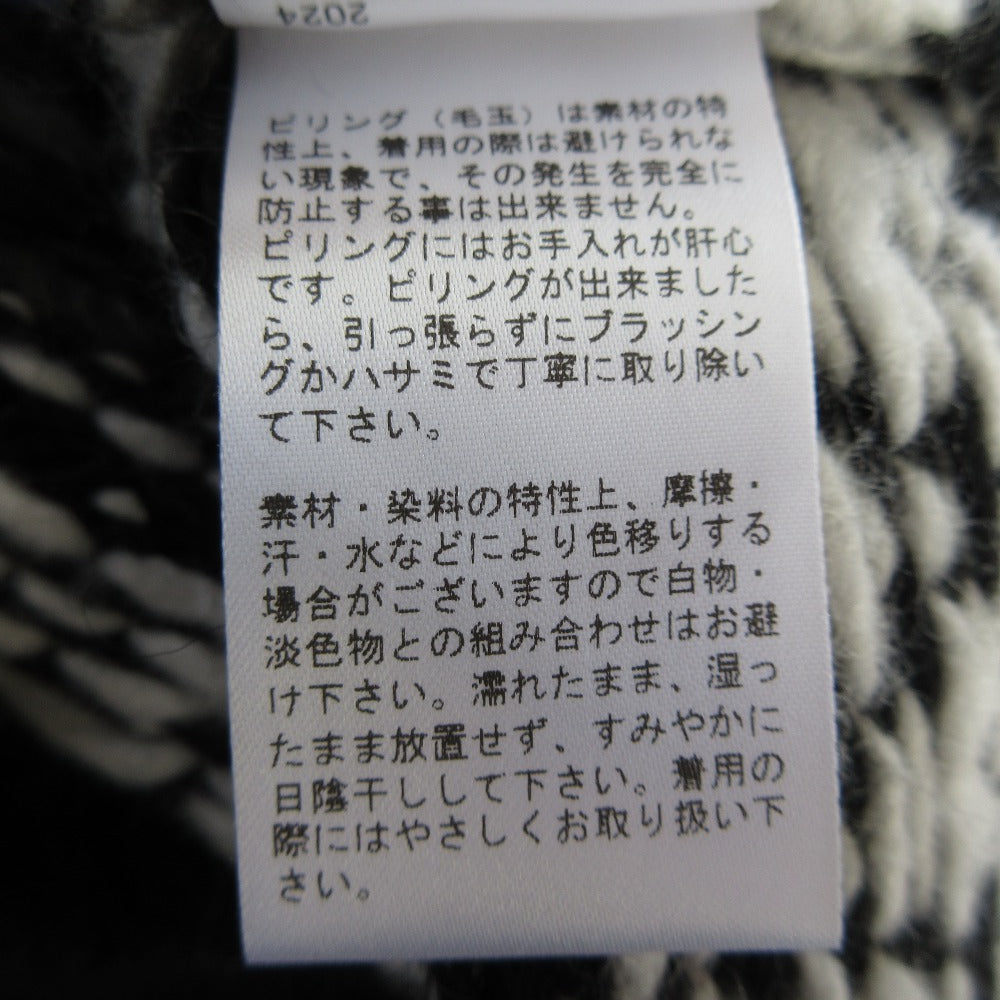 2024
ピリング（毛玉）は素材の特
性上、着用の際は避けられな
い現象で、その発生を完全に
防止する事は出来ません。
ピリングにはお手入れが肝心
です。ピリングが出来ました
ら、引っ張らずにブラッシン
グかハサミで丁寧に取り除い
て下さい。
素材・染料の特性上、摩擦・
汗・水などにより色移りする
場合がございますので白物・
淡色物との組み合わせはお避
け下さい。濡れたまま、湿っ
たまま放置せず、すみやかに
日陰干しして下さい。着用の
際にはやさしくお取り扱い下
さい。